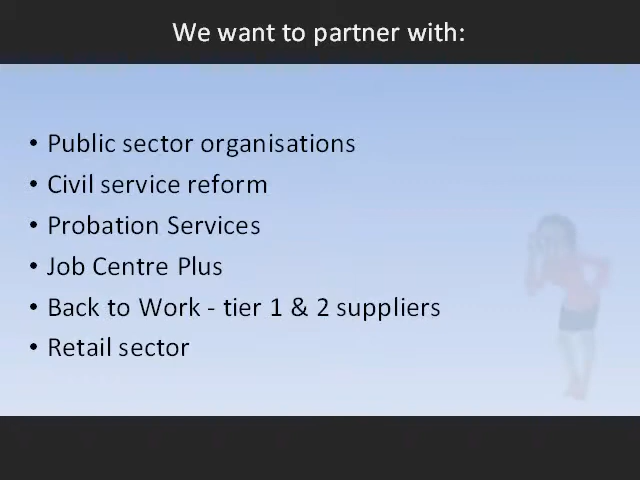 We want to partner with:
• Public sector organisations
• Civil service reform
• Probation Services
• Job Centre Plus
• Back to Work - tier 1 & 2 suppliers
• Retail sector